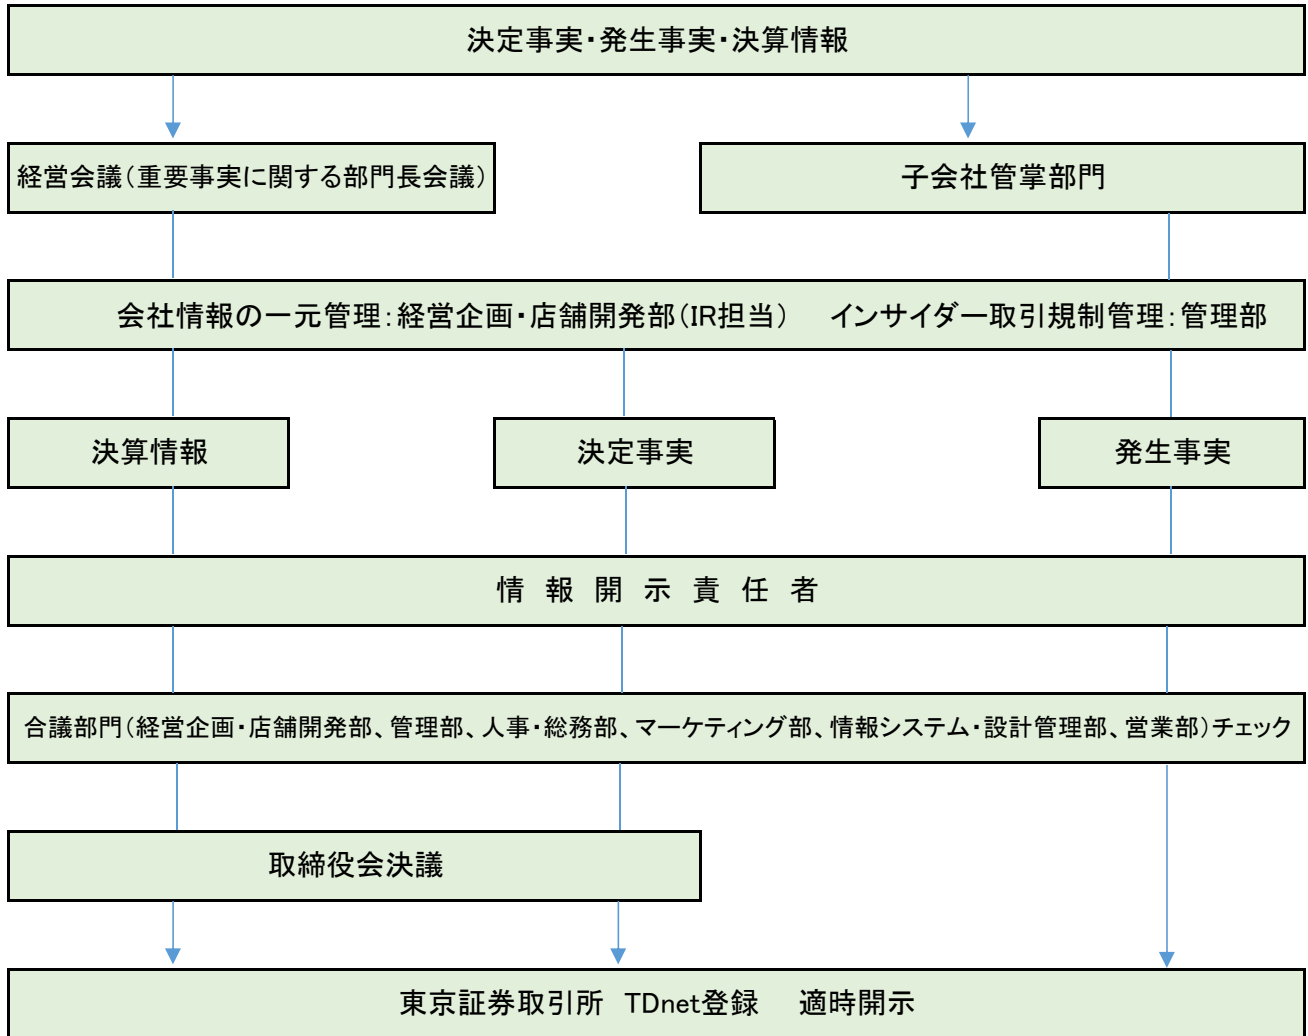 決定事実・発生事実・決算情報
経営会議（重要事実に関する部門長会議）
子会社管掌部門
会社情報の一元管理：経営企画・店舗開発部（IR担当）　インサイダー取引規制管理：管理部
決算情報
決定事実
発生事実
情　報　開　示　責　任　者
合議部門（経営企画・店舗開発部、管理部、人事・総務部、マーケティング部、情報システム・設計管理部、営業部）チェック
取締役会決議
東京証券取引所　TDnet登録　適時開示